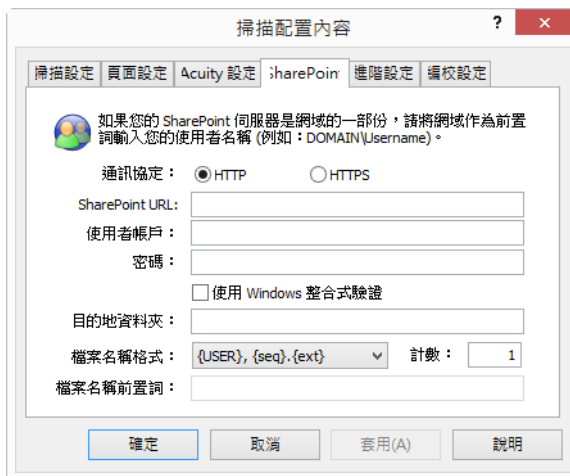 掃描配置內容 ? ×
掃描設定 頁面設定 Acuity 設定 SharePoint 進階設定 編校設定
如果您的 SharePoint 伺服器是網域的一部份，請將網域作為前置
詞輸入您的使用者名稱 (例如：DOMAIN\Username)。
通訊協定： HTTP HTTPS
SharePoint URL:
使用者帳戶：
密碼：
使用 Windows 整合式驗證
目的地資料夾：
檔案名稱格式： {USER}, {seq}.{ext} 計數： 1
檔案名稱前置詞：
確定 取消 套用(A) 說明